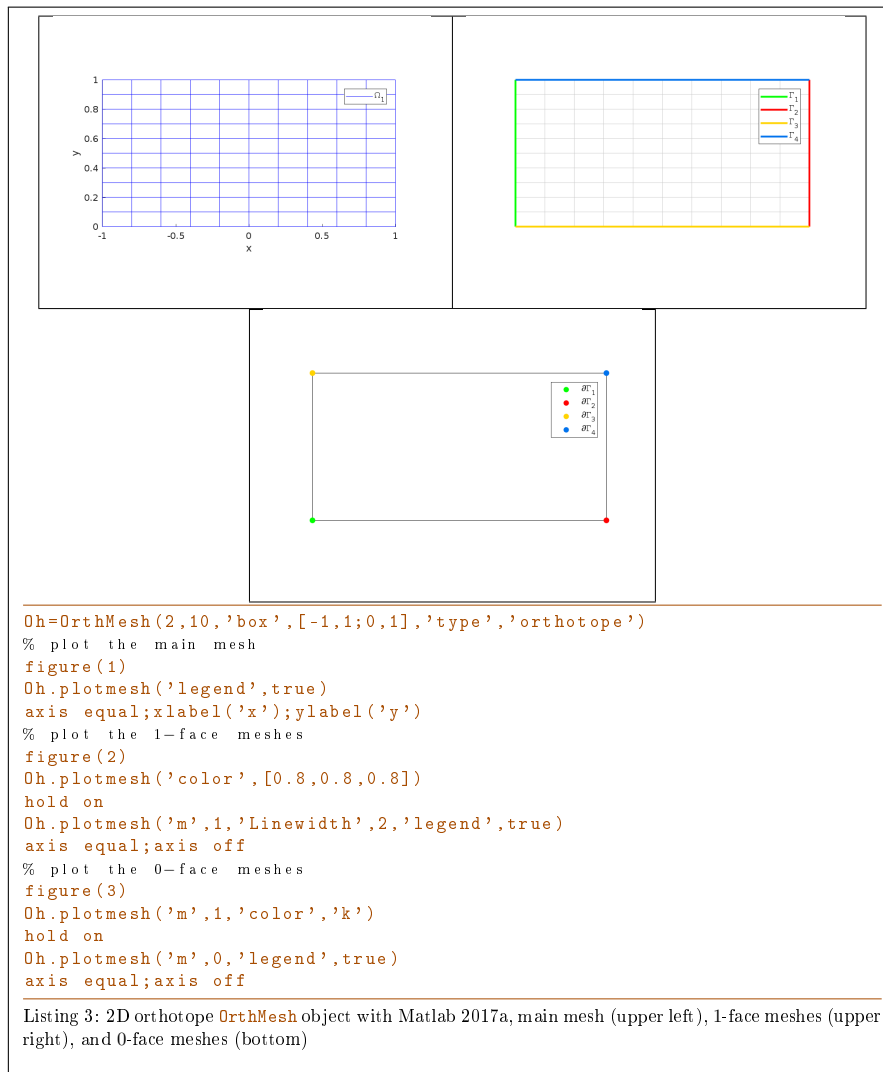 1
0.8
0.6
0.4
0.2
0
y
-1
-0.5
0
0.5
1
x
Ω1
Γ1
Γ2
Γ3
Γ4
∂Γ1
∂Γ2
∂Γ3
∂Γ4
Oh=OrthMesh(2,10,'box',[-1,1;0,1],'type','orthotope')
% plot the main mesh
figure(1)
Oh.plotmesh('legend',true)
axis equal;xlabel('x');ylabel('y')
% plot the 1−face meshes
figure(2)
Oh.plotmesh('color',[0.8,0.8,0.8])
hold on
Oh.plotmesh('m',1,'Linewidth',2,'legend',true)
axis equal;axis off
% plot the 0−face meshes
figure(3)
Oh.plotmesh('m',1,'color','k')
hold on
Oh.plotmesh('m',0,'legend',true)
axis equal;axis off
Listing 3: 2D orthotope OrthMesh object with Matlab 2017a, main mesh (upper left), 1-face meshes (upper
right), and 0-face meshes (bottom)